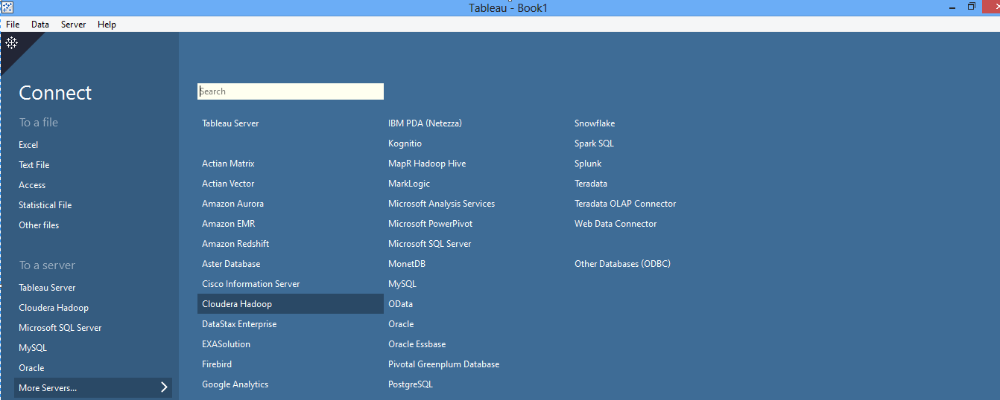 Tableau - Book1
File Data Server Help
Connect
To a file
Excel
Text File
Access
Statistical File
Other files
To a server
Tableau Server
Cloudera Hadoop
Microsoft SQL Server
MySQL
Oracle
More Servers...
Search
Tableau Server
Actian Matrix
Actian Vector
Amazon Aurora
Amazon EMR
Amazon Redshift
Aster Database
Cisco Information Server
Cloudera Hadoop
DataStax Enterprise
EXASolution
Firebird
Google Analytics
IBM PDA (Netezza)
Kognitio
MapR Hadoop Hive
MarkLogic
Microsoft Analysis Services
Microsoft PowerPivot
Microsoft SQL Server
MonetDB
MySQL
OData
Oracle
Oracle Essbase
Pivotal Greenplum Database
PostgreSQL
Snowflake
Spark SQL
Splunk
Teradata
Teradata OLAP Connector
Web Data Connector
Other Databases (ODBC)